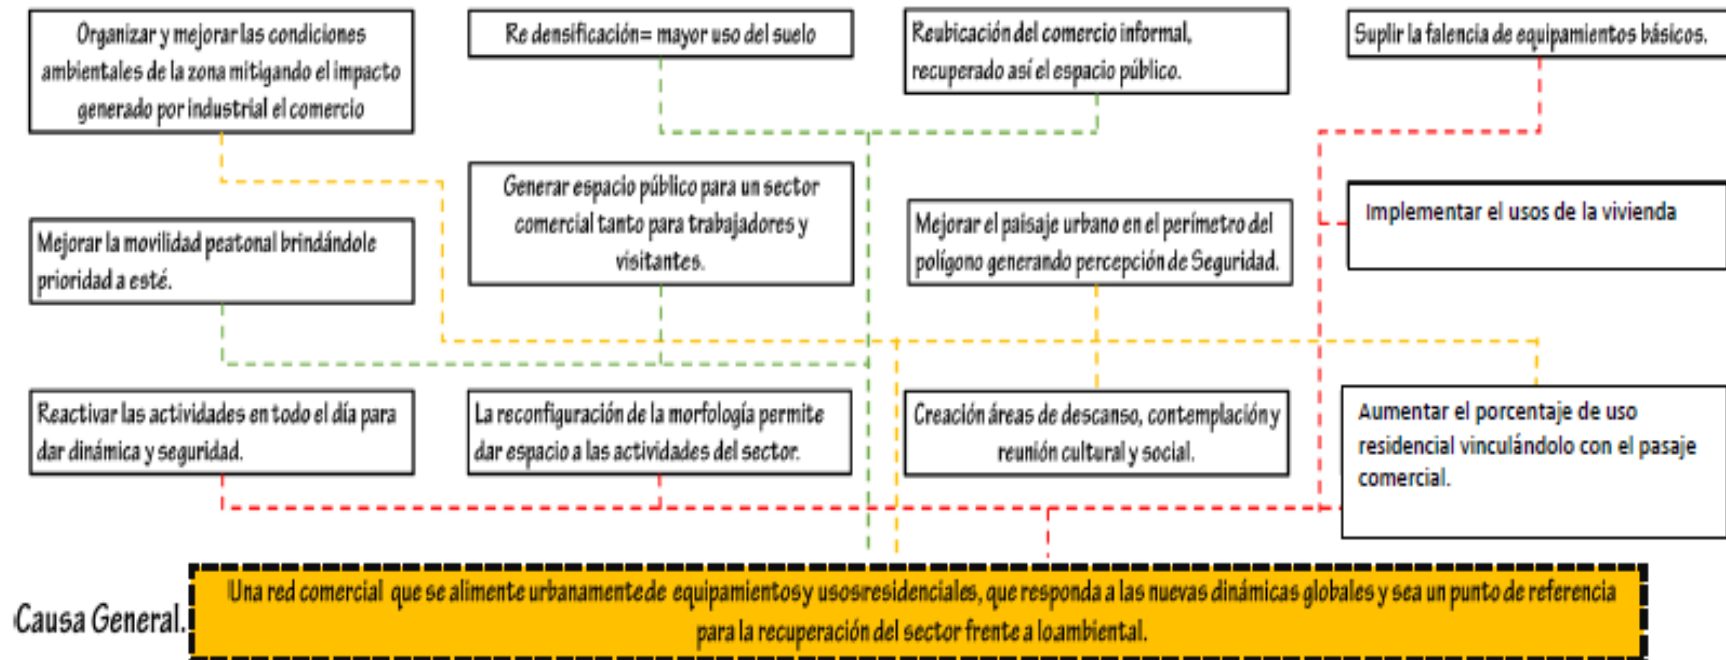 Organizar y mejorar las condiciones
ambientales de la zona mitigando el impacto
generado por industrial el comercio
Re densificación= mayor uso del suelo
Reubicación del comercio informal,
recuperado así el espacio público.
Suplir la falencia de equipamientos básicos.
Mejorar la movilidad peatonal brindándole
prioridad a esté.
Generar espacio público para un sector
comercial tanto para trabajadores y
visitantes.
Mejorar el paisaje urbano en el perímetro del
polígono generando percepción de Seguridad.
Implementar el usos de la vivienda
Reactivar las actividades en todo el día para
dar dinámica y seguridad.
La reconfiguración de la morfología permite
dar espacio a las actividades del sector.
Creación áreas de descanso, contemplación y
reunión cultural y social.
Aumentar el porcentaje de uso
residencial vinculándolo con el pasaje
comercial.
Causa General.
Una red comercial que se alimente urbanamente de equipamientos y usos residenciales, que responda a las nuevas dinámicas globales y sea un punto de referencia
para la recuperación del sector frente a lo ambiental.